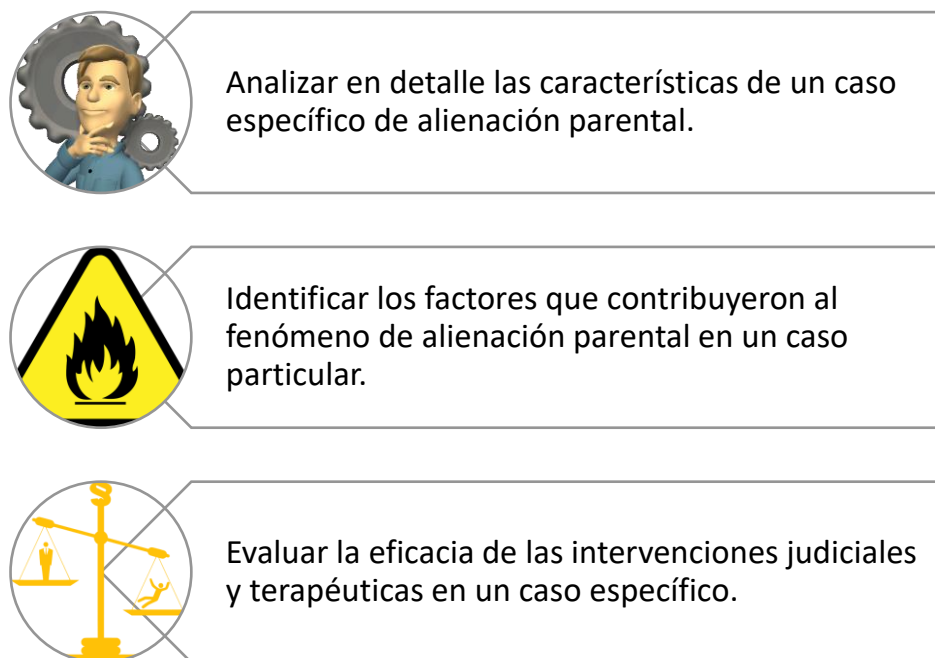 Analizar en detalle las características de un caso
específico de alienación parental.
Identificar los factores que contribuyeron al
fenómeno de alienación parental en un caso
particular.
Evaluar la eficacia de las intervenciones judiciales
y terapéuticas en un caso específico.